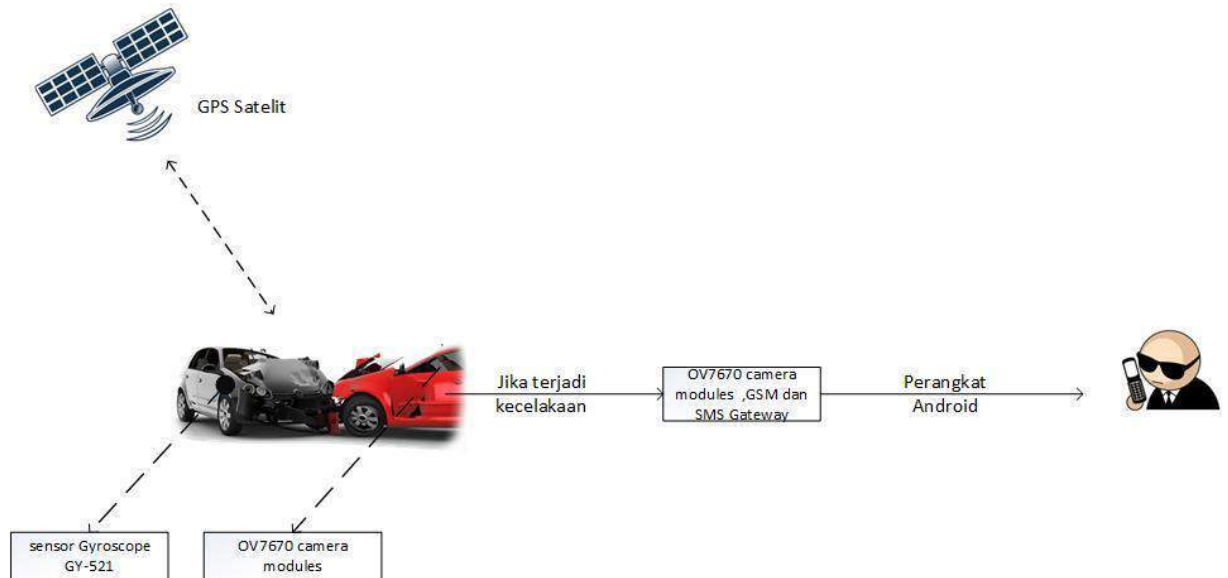 GPS Satelit
Jika terjadi
kecelakaan
OV7670 camera
modules ,GSM dan
SMS Gateway
Perangkat
Android
sensor Gyroscope
GY-521
OV7670 camera
modules